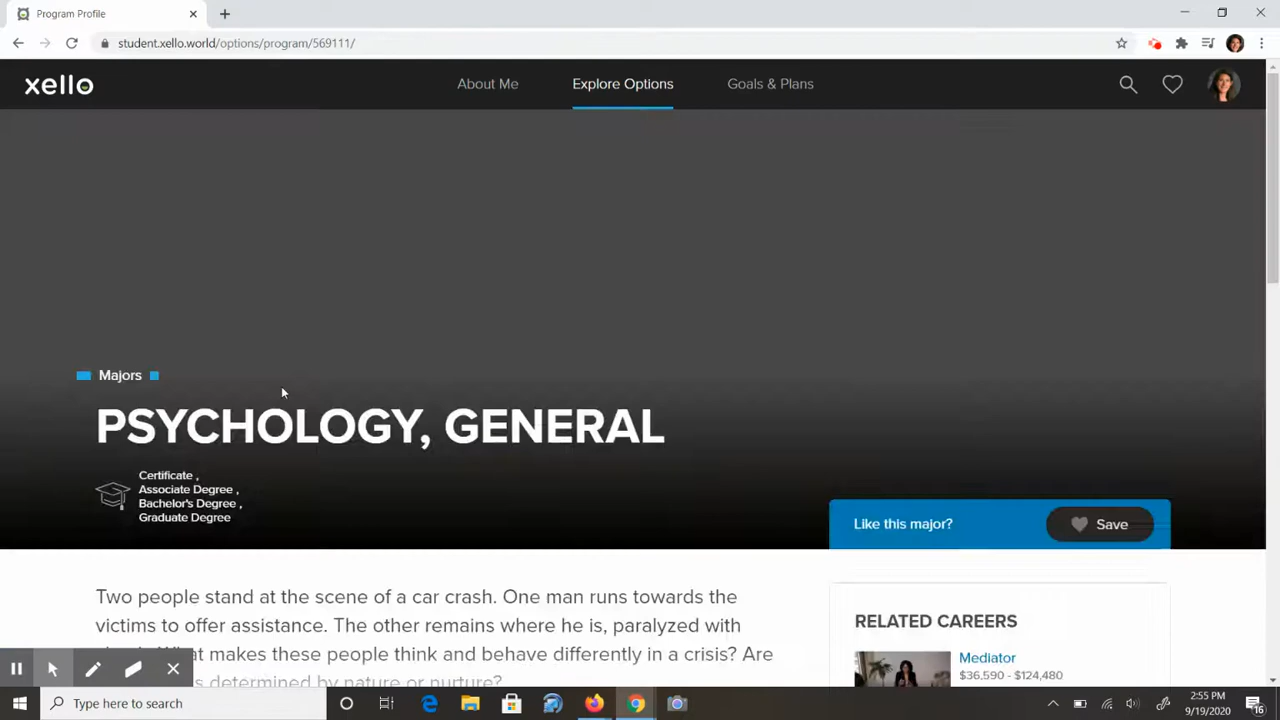 Program Profile
student.xello.world/options/program/569111/
xello
About Me
Explore Options
Goals & Plans
Majors
PSYCHOLOGY, GENERAL
Certificate ,
Associate Degree ,
Bachelor's Degree ,
Graduate Degree
Like this major?
Save
Two people stand at the scene of a car crash. One man runs towards the
victims to offer assistance. The other remains where he is, paralyzed with
What makes these people think and behave differently in a crisis? Are
s determined by nature or nurture?
RELATED CAREERS
Mediator
$36,590 - $124,480
Type here to search
2:55 PM
9/19/2020
16